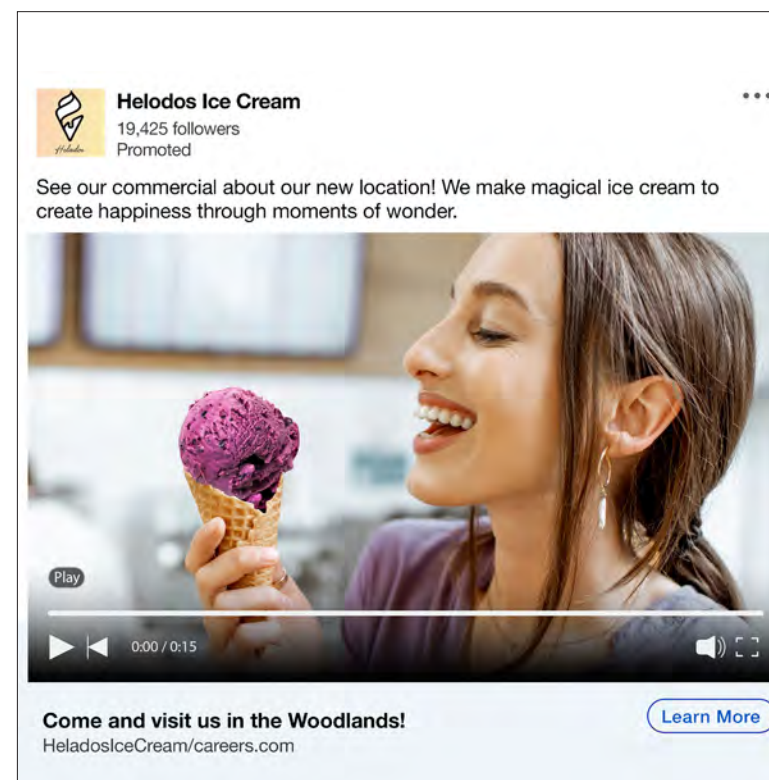 Helodos Ice Cream
19,425 followers
Helados
Promoted
See our commercial about our new location! We make magical ice cream to
create happiness through moments of wonder.
Play
0:00 / 0:15
Come and visit us in the Woodlands!
Learn More
HeladosIceCream/careers.com